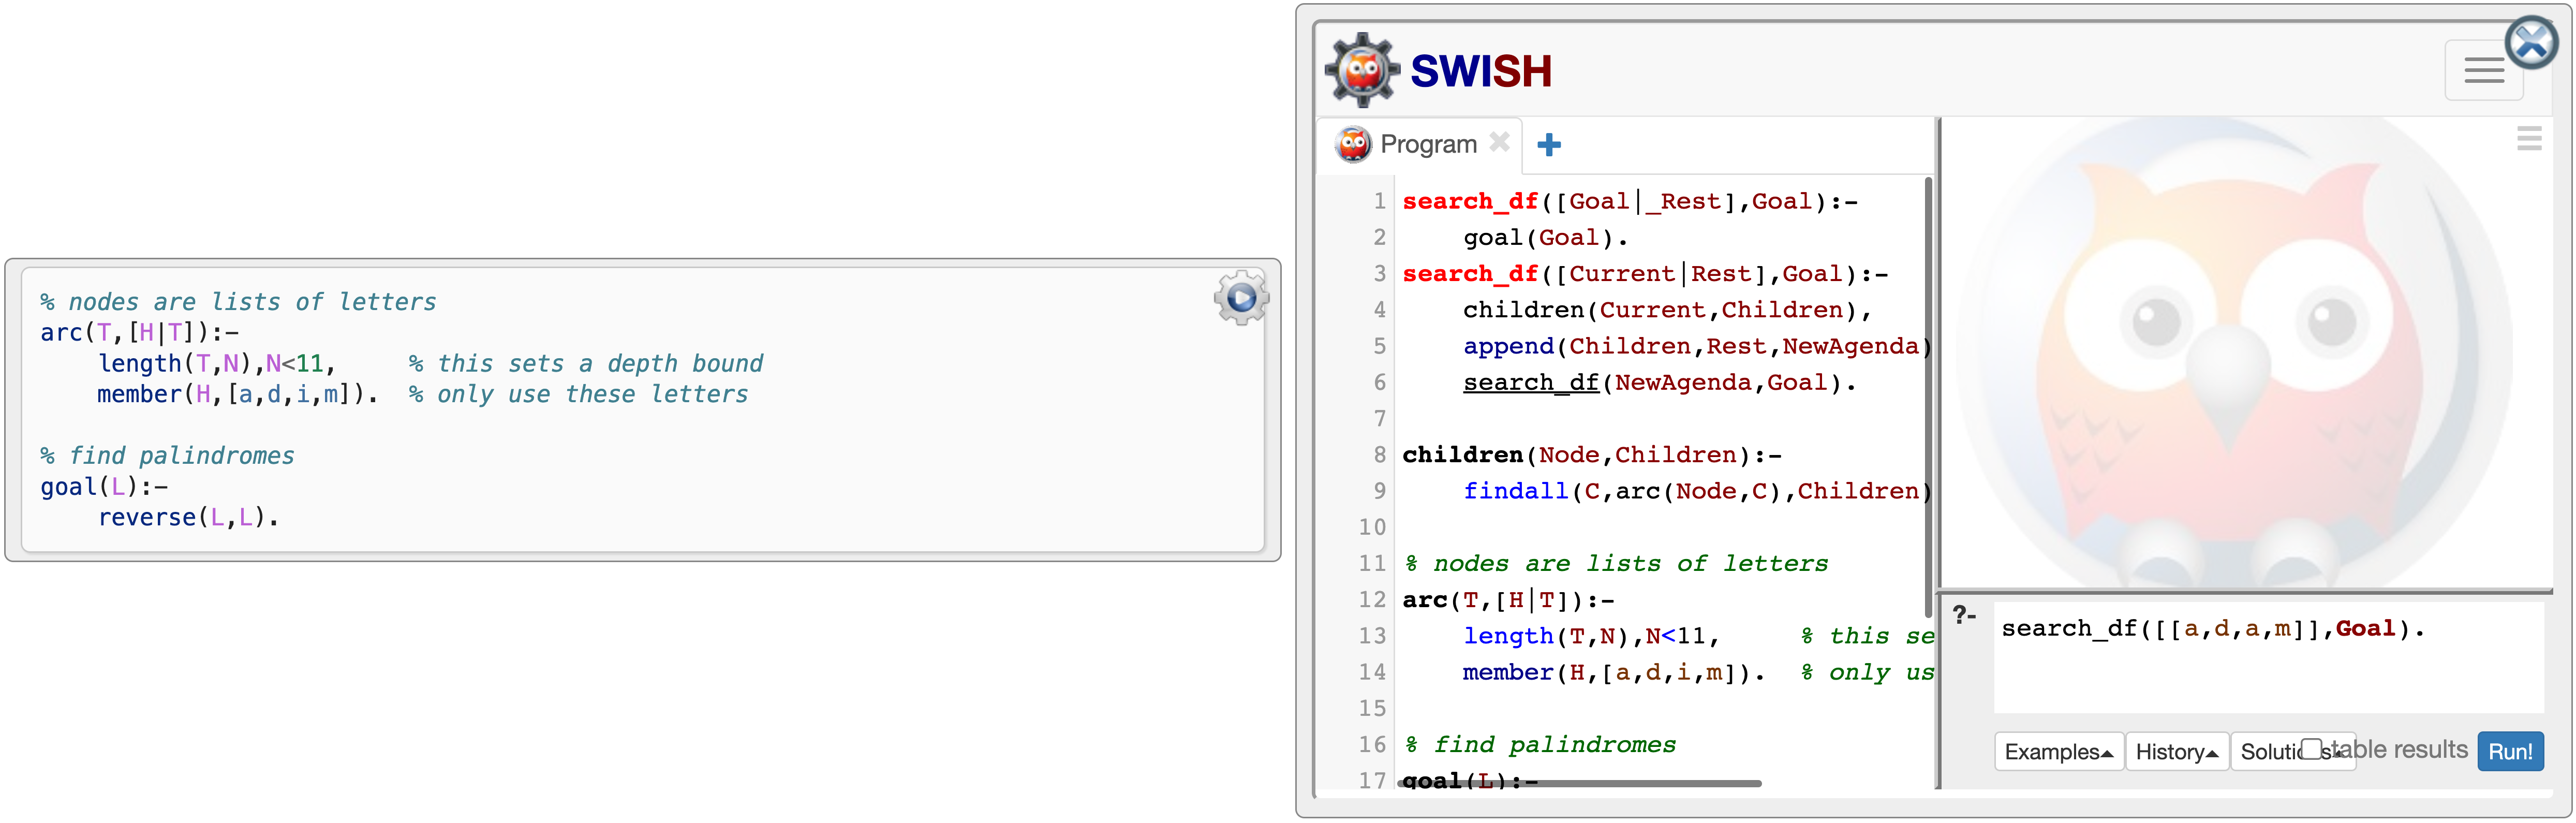 % nodes are lists of letters
arc(T,[H|T]):-
    length(T,N),N<11,     % this sets a depth bound
    member(H,[a,d,i,m]).  % only use these letters
% find palindromes
goal(L):-
    reverse(L,L).
SWISH
Program
1 search_df([Goal|_Rest],Goal):-
2     goal(Goal).
3 search_df([Current|Rest],Goal):-
4     children(Current,Children),
5     append(Children,Rest,NewAgenda)
6     search_df(NewAgenda,Goal).
7
8 children(Node,Children):-
9     findall(C,arc(Node,C),Children)
10
11 % nodes are lists of letters
12 arc(T,[H|T]):-
13     length(T,N),N<11,     % this se
14     member(H,[a,d,i,m]).  % only us
15
16 % find palindromes
17 goal(L):-
?- search_df([[a,d,a,m]],Goal).
Examples History Solutions table results Run!